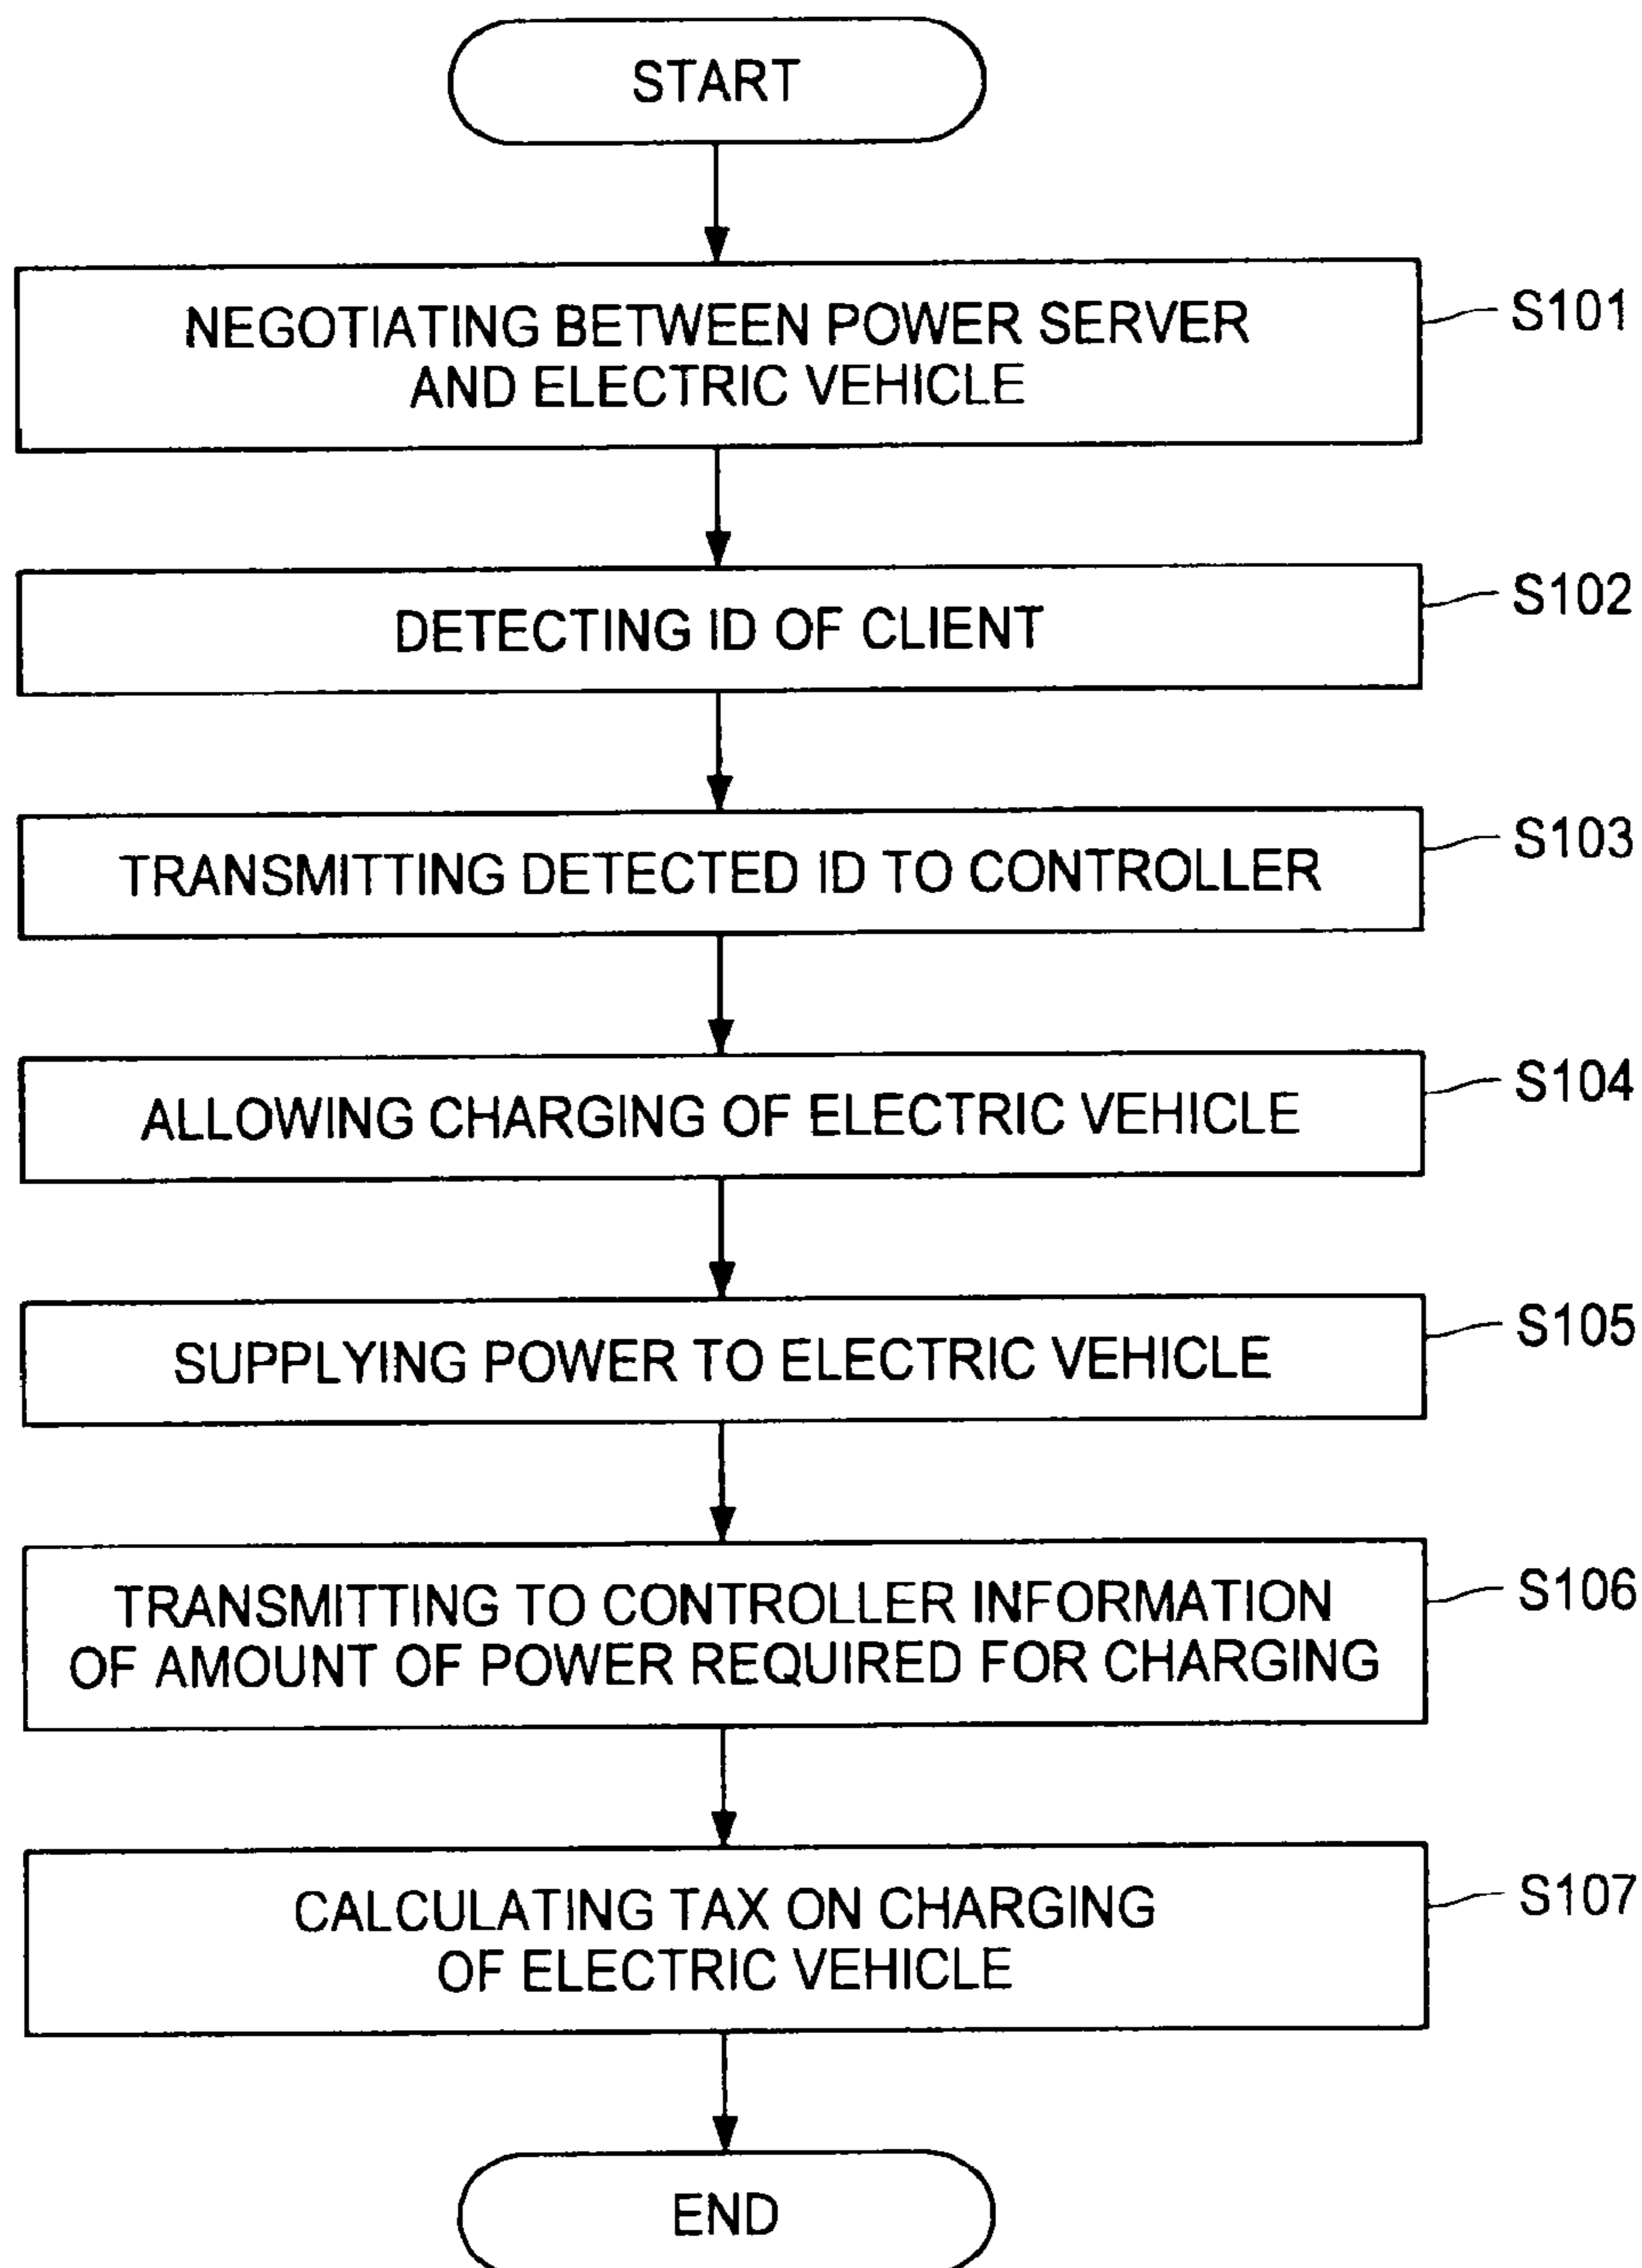 START
NEGOTIATING BETWEEN POWER SERVER
AND ELECTRIC VEHICLE
S101
DETECTING ID OF CLIENT
S102
TRANSMITTING DETECTED ID TO CONTROLLER
S103
ALLOWING CHARGING OF ELECTRIC VEHICLE
S104
SUPPLYING POWER TO ELECTRIC VEHICLE
S105
TRANSMITTING TO CONTROLLER INFORMATION
OF AMOUNT OF POWER REQUIRED FOR CHARGING
S106
CALCULATING TAX ON CHARGING
OF ELECTRIC VEHICLE
S107
END